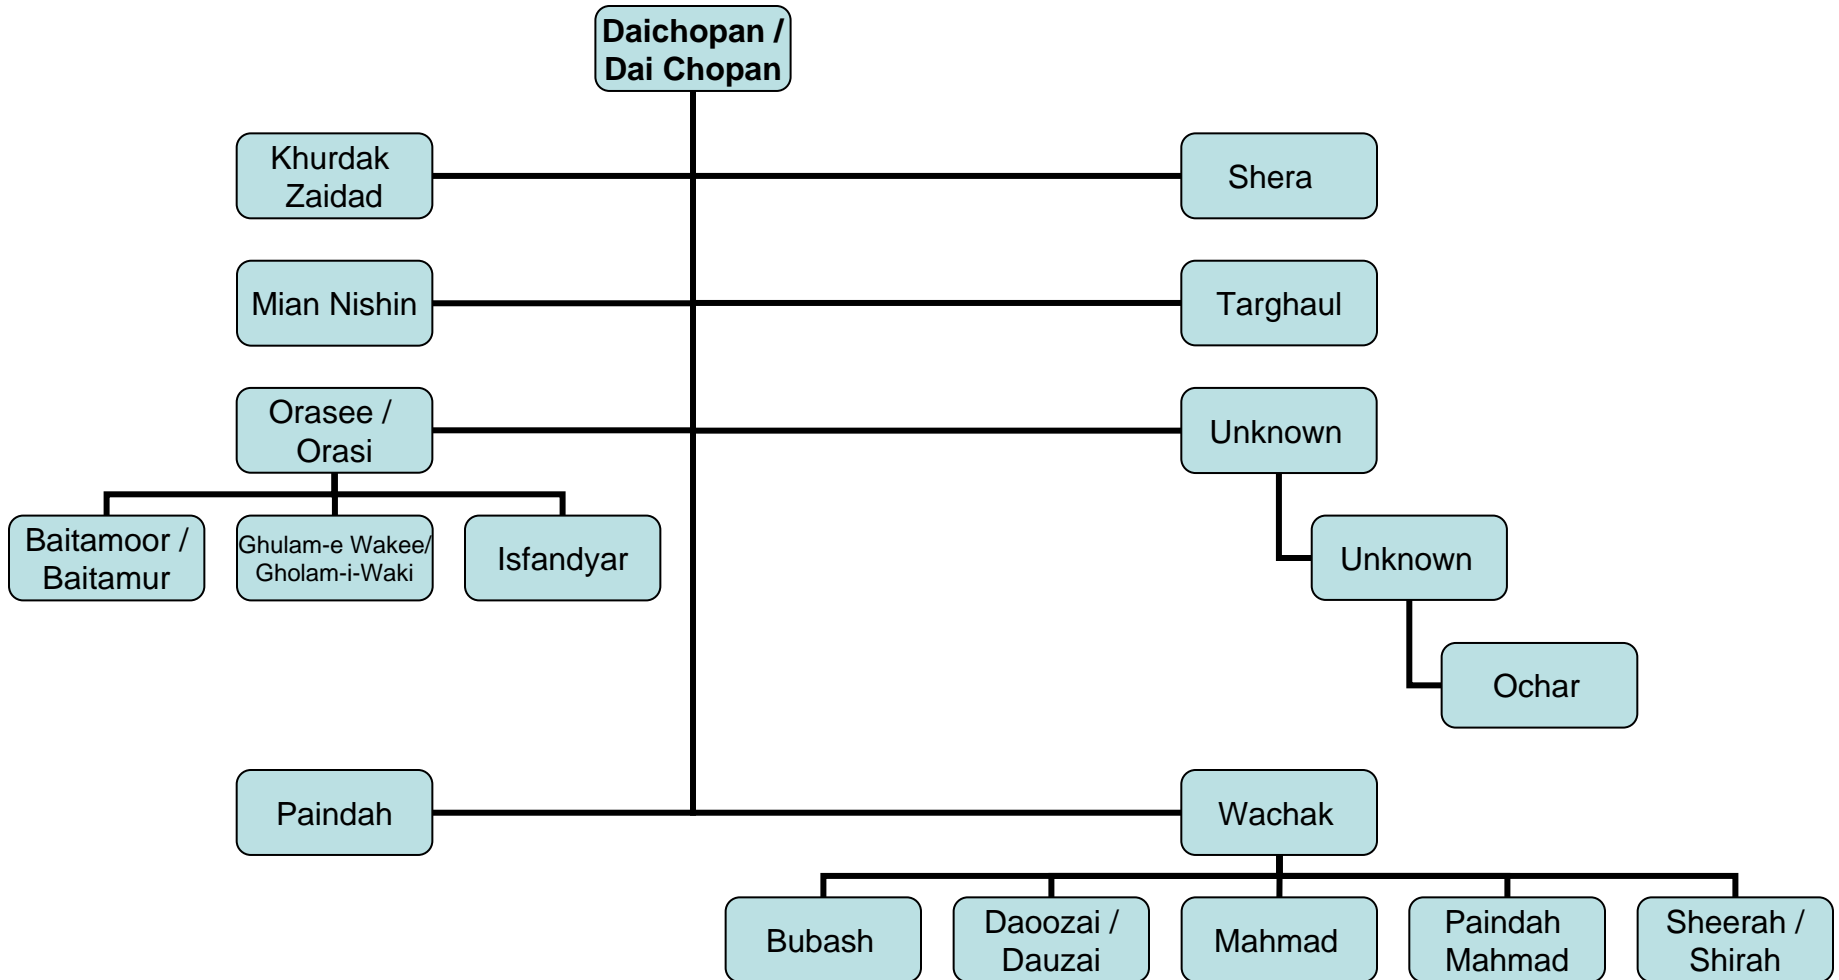 Daichopan /
Dai Chopan
Khurdak
Zaidad
Shera
Mian Nishin
Targhaul
Orasee /
Orasi
Unknown
Baitamoor /
Baitamur
Ghulam-e Wakee/
Gholam-i-Waki
Isfandyar
Unknown
Ochar
Paindah
Wachak
Bubash
Daoozai /
Dauzai
Mahmad
Paindah
Mahmad
Sheerah /
Shirah